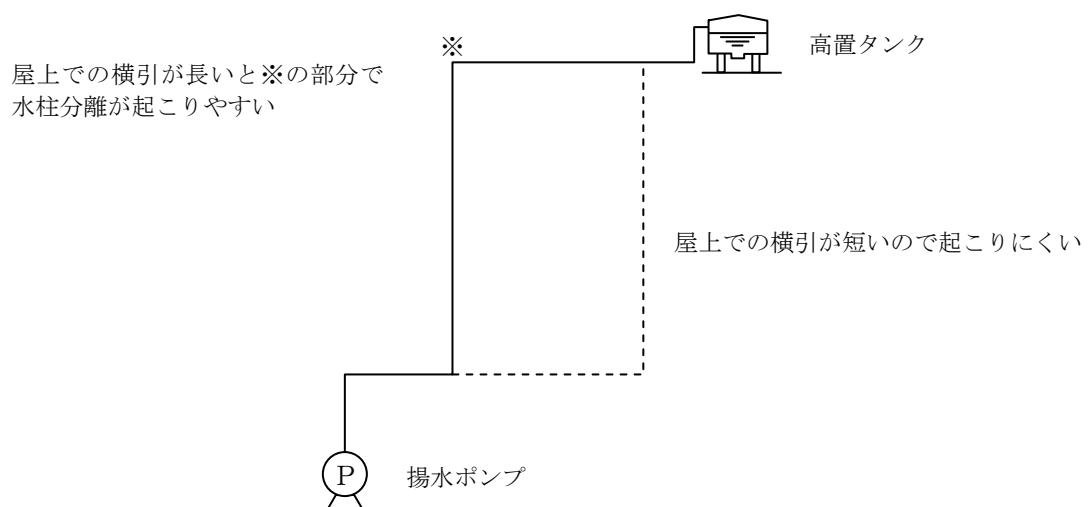 ※
高置タンク
屋上での横引が長いと※の部分で
水柱分離が起こりやすい
屋上での横引が短いので起こりにくい
P
揚水ポンプ